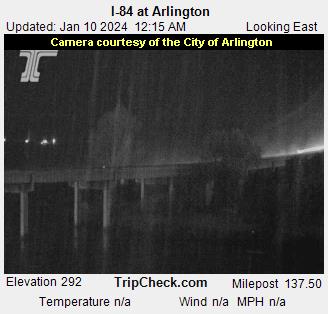 I-84 at Arlington
Updated: Jan 10 2024 12:15 AM Looking East
Camera courtesy of the City of Arlington
Elevation 292 TripCheck.com Milepost 137.50
Temperature n/a Wind n/a MPH n/a